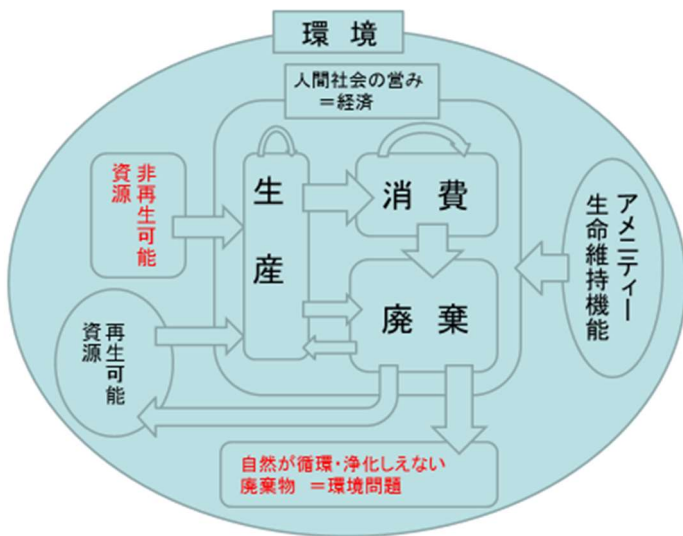 環 境
人間社会の営み
＝経済
非再生可能
資源
生産
消 費
アメニティー
生命維持機能
廃 棄
再生可能
資源
自然が循環・浄化しえない
廃棄物 ＝環境問題